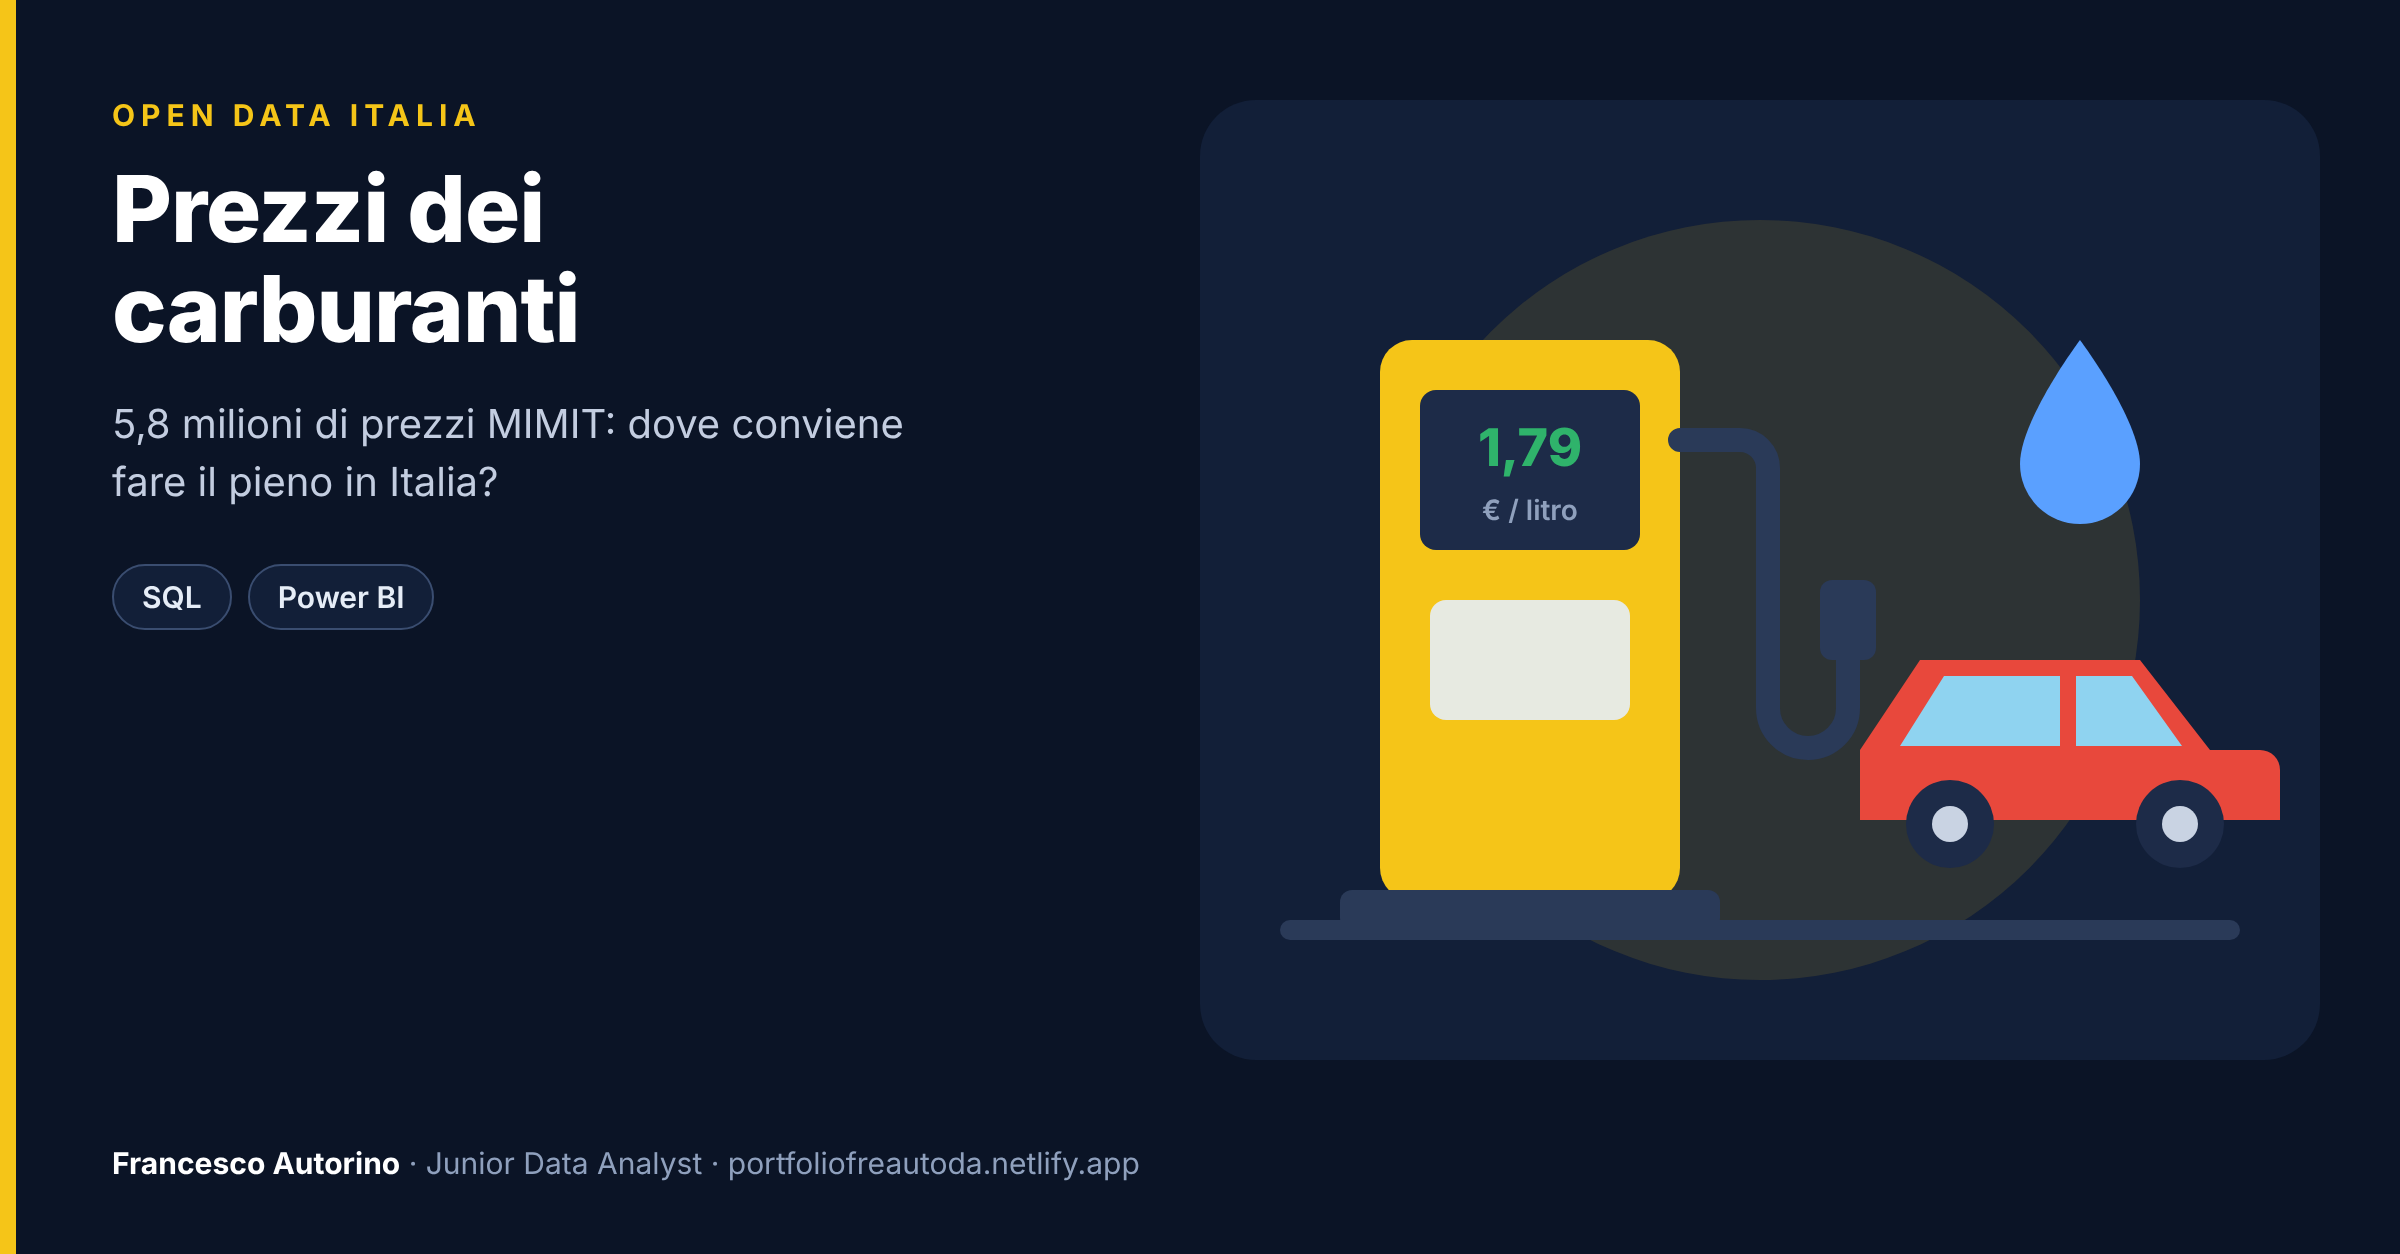 OPEN DATA ITALIA
Prezzi dei
carburanti
5,8 milioni di prezzi MIMIT: dove conviene
fare il pieno in Italia?
SQL
Power BI
1,79
€ / litro
Francesco Autorino · Junior Data Analyst · portfoliofreautoda.netlify.app